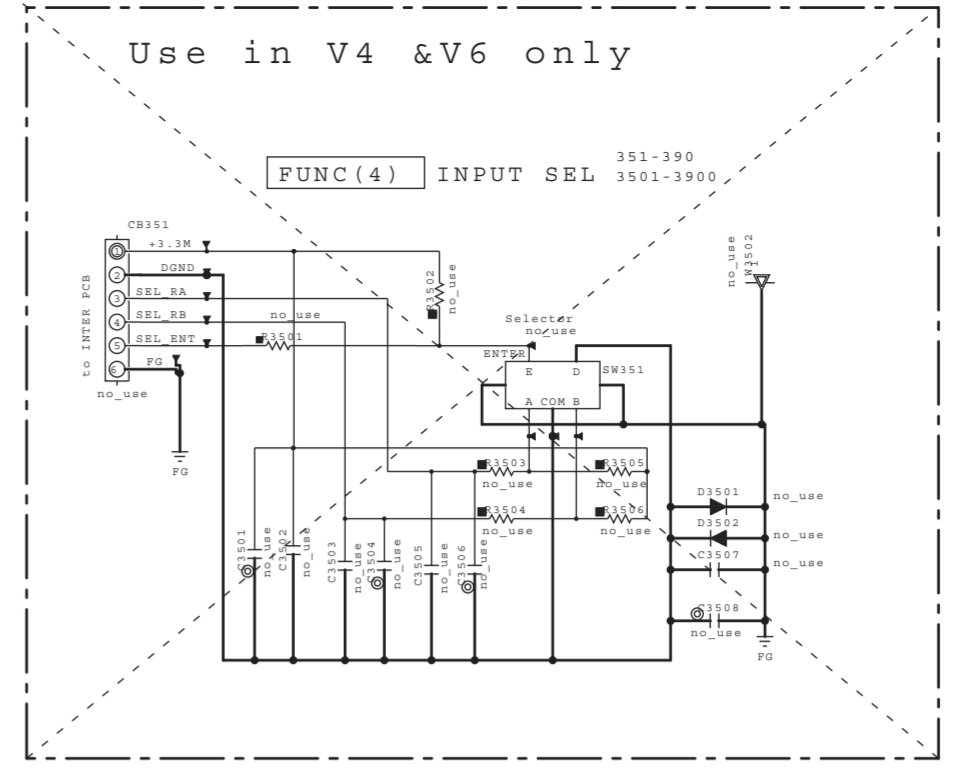 Use in V4 &V6 only
FUNC(4) INPUT SEL 351-390
3501-3900
CB351
to INTER PCB
1 +3.3M
2 DGND
3 SEL_RA
4 SEL_RB
5 SEL_ENT
6 FG
no_use
FG
no_use
R3501
R3502
no_use
Selector
no_use
ENTER
E D
SW351
A COM B
no_use
W3502
1
R3503
no_use
R3505
no_use
R3504
no_use
R3506
no_use
C3501
no_use
C3502
no_use
C3503
no_use
C3504
no_use
C3505
no_use
C3506
no_use
D3501 no_use
D3502 no_use
C3507 no_use
C3508
no_use
FG